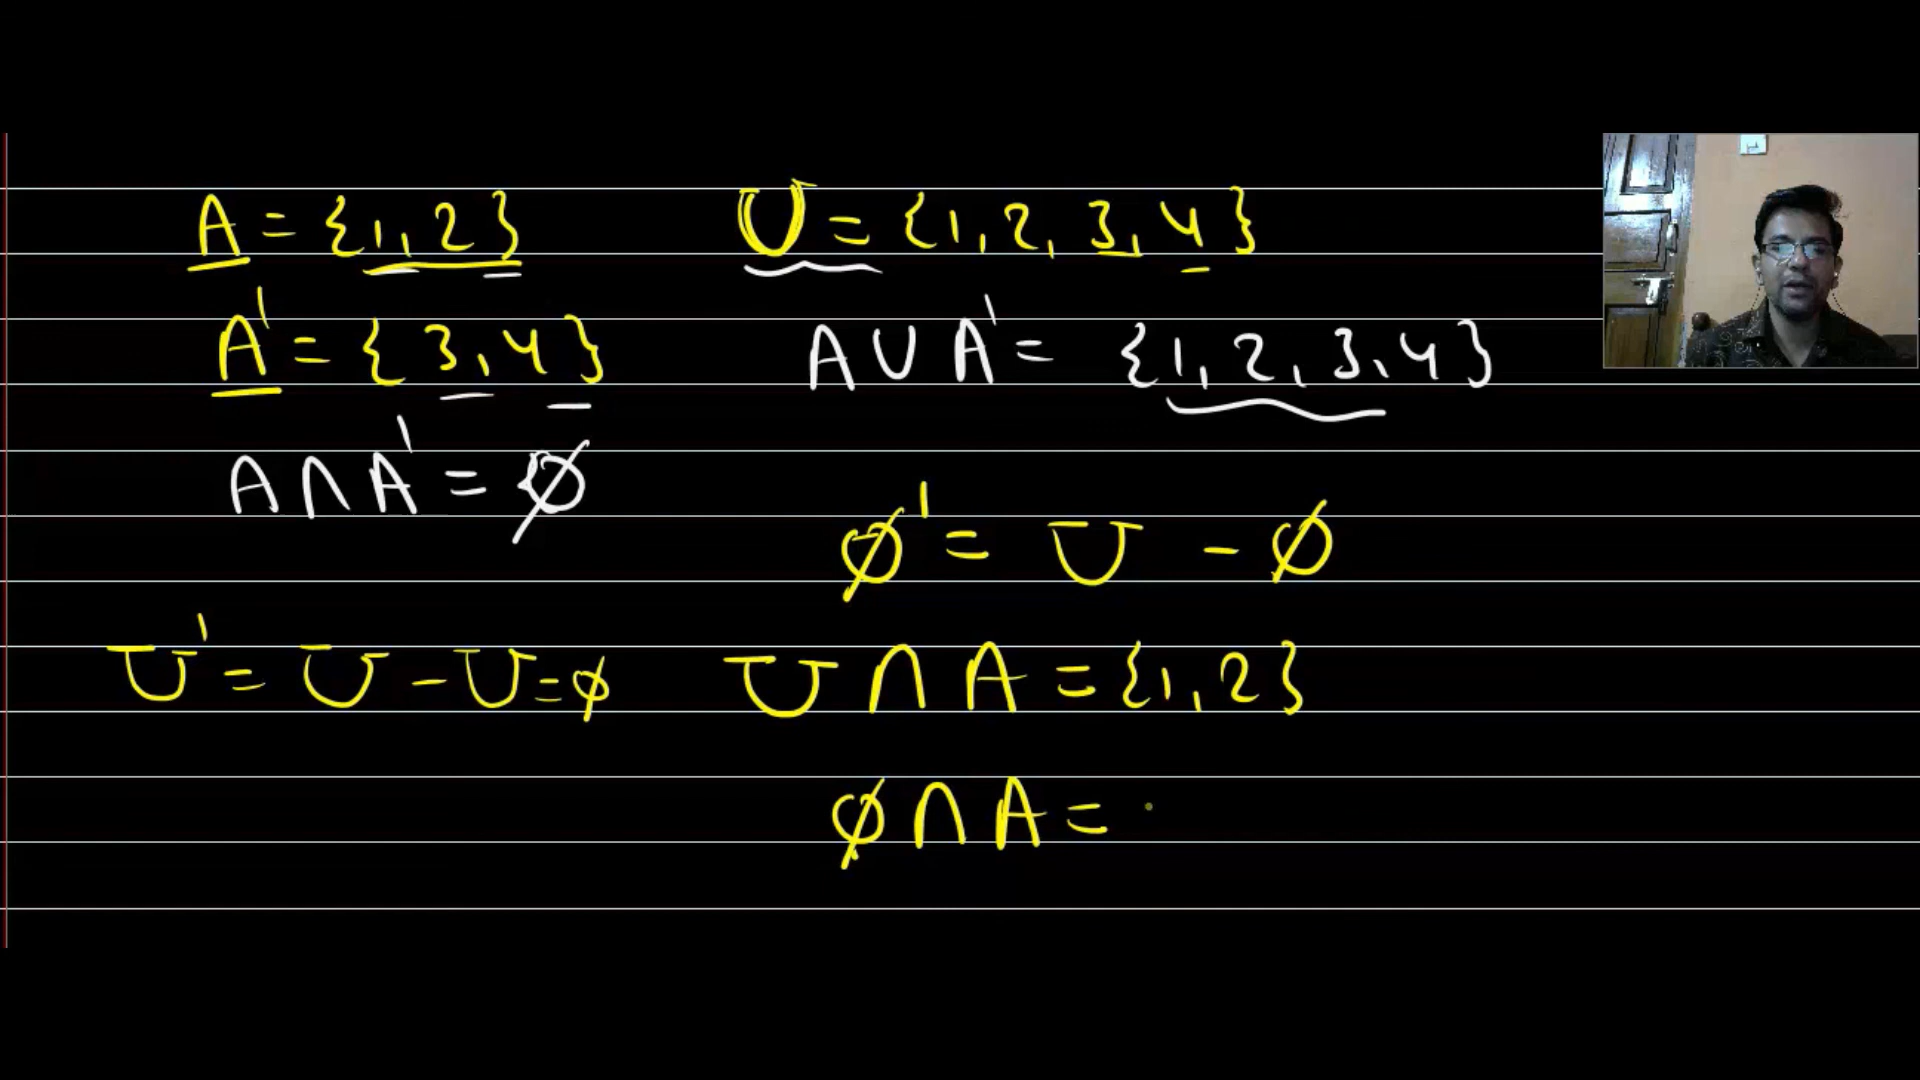 A = {1, 2} U = {1, 2, 3, 4}
A' = {3, 4} A ∪ A' = {1, 2, 3, 4}
A ∩ A' = ∅
∅' = U - ∅
U' = U - U = ∅ U ∩ A = {1, 2}
∅ ∩ A =